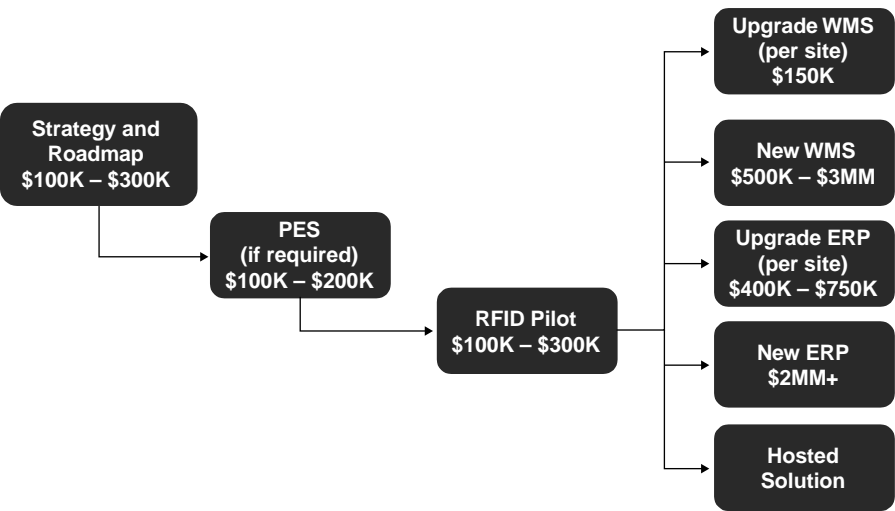 Strategy and
Roadmap
$100K – $300K
PES
(if required)
$100K – $200K
RFID Pilot
$100K – $300K
Upgrade WMS
(per site)
$150K
New WMS
$500K – $3MM
Upgrade ERP
(per site)
$400K – $750K
New ERP
$2MM+
Hosted
Solution